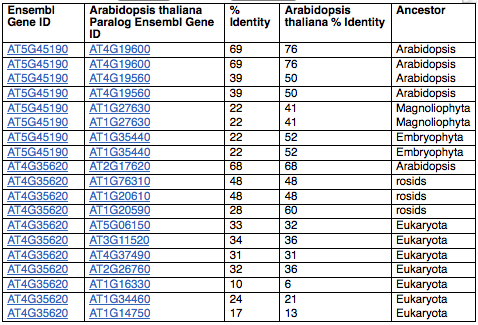 Ensembl Gene ID Arabidopsis thaliana Paralog Ensembl Gene ID % Identity Arabidopsis thaliana % Identity Ancestor
AT5G45190 AT4G19600 69 76 Arabidopsis
AT5G45190 AT4G19600 69 76 Arabidopsis
AT5G45190 AT4G19560 39 50 Arabidopsis
AT5G45190 AT4G19560 39 50 Arabidopsis
AT5G45190 AT1G27630 22 41 Magnoliophyta
AT5G45190 AT1G27630 22 41 Magnoliophyta
AT5G45190 AT1G35440 22 52 Embryophyta
AT5G45190 AT1G35440 22 52 Embryophyta
AT4G35620 AT2G17620 68 68 Arabidopsis
AT4G35620 AT1G76310 48 48 rosids
AT4G35620 AT1G20610 48 48 rosids
AT4G35620 AT1G20590 28 60 rosids
AT4G35620 AT5G06150 33 32 Eukaryota
AT4G35620 AT3G11520 34 36 Eukaryota
AT4G35620 AT4G37490 31 31 Eukaryota
AT4G35620 AT2G26760 32 36 Eukaryota
AT4G35620 AT1G16330 10 6 Eukaryota
AT4G35620 AT1G34460 24 21 Eukaryota
AT4G35620 AT1G14750 17 13 Eukaryota